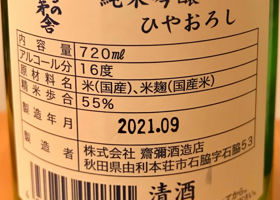 の茅舎
純米吟醸
ひやおろし
内容量 720ml
アルコール分 16度
原材料名 米(国産)、米麹(国産米)
精米歩合 55%
製造年月 2021.09
製造者 株式会社 齋彌酒造店
秋田県由利本荘市石脇字石脇53
清酒